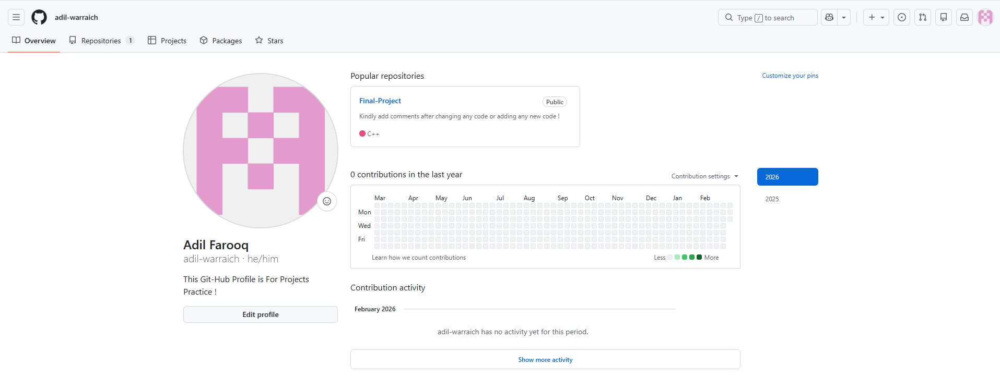 adil-warraich
Type / to search
Overview
Repositories 1
Projects
Packages
Stars
Popular repositories
Customize your pins
Final-Project
Public
Kindly add comments after changing any code or adding any new code !
C++
0 contributions in the last year
Contribution settings
2026
2025
Mar Apr May Jun Jul Aug Sep Oct Nov Dec Jan Feb
Mon
Wed
Fri
Learn how we count contributions
Less More
Adil Farooq
adil-warraich · he/him
This Git-Hub Profile is For Projects
Practice !
Edit profile
Contribution activity
February 2026
adil-warraich has no activity yet for this period.
Show more activity